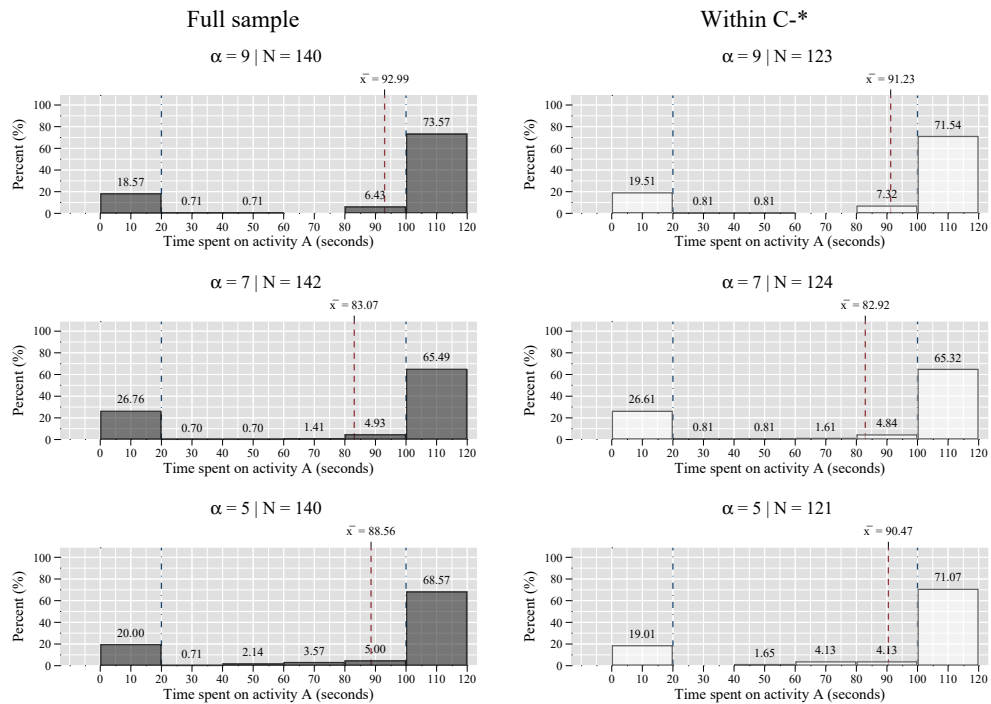 Full sample
Within C-*
α = 9 | N = 140
x̄ = 92.99
Percent (%)
100
80
60
40
20
0
18.57
0.71
0.71
6.43
73.57
0 10 20 30 40 50 60 70 80 90 100 110 120
Time spent on activity A (seconds)
α = 9 | N = 123
x̄ = 91.23
Percent (%)
100
80
60
40
20
0
19.51
0.81
0.81
7.32
71.54
0 10 20 30 40 50 60 70 80 90 100 110 120
Time spent on activity A (seconds)
α = 7 | N = 142
x̄ = 83.07
Percent (%)
100
80
60
40
20
0
26.76
0.70
0.70
1.41
4.93
65.49
0 10 20 30 40 50 60 70 80 90 100 110 120
Time spent on activity A (seconds)
α = 7 | N = 124
x̄ = 82.92
Percent (%)
100
80
60
40
20
0
26.61
0.81
0.81
1.61
4.84
65.32
0 10 20 30 40 50 60 70 80 90 100 110 120
Time spent on activity A (seconds)
α = 5 | N = 140
x̄ = 88.56
Percent (%)
100
80
60
40
20
0
20.00
0.71
2.14
3.57
5.00
68.57
0 10 20 30 40 50 60 70 80 90 100 110 120
Time spent on activity A (seconds)
α = 5 | N = 121
x̄ = 90.47
Percent (%)
100
80
60
40
20
0
19.01
1.65
4.13
4.13
71.07
0 10 20 30 40 50 60 70 80 90 100 110 120
Time spent on activity A (seconds)